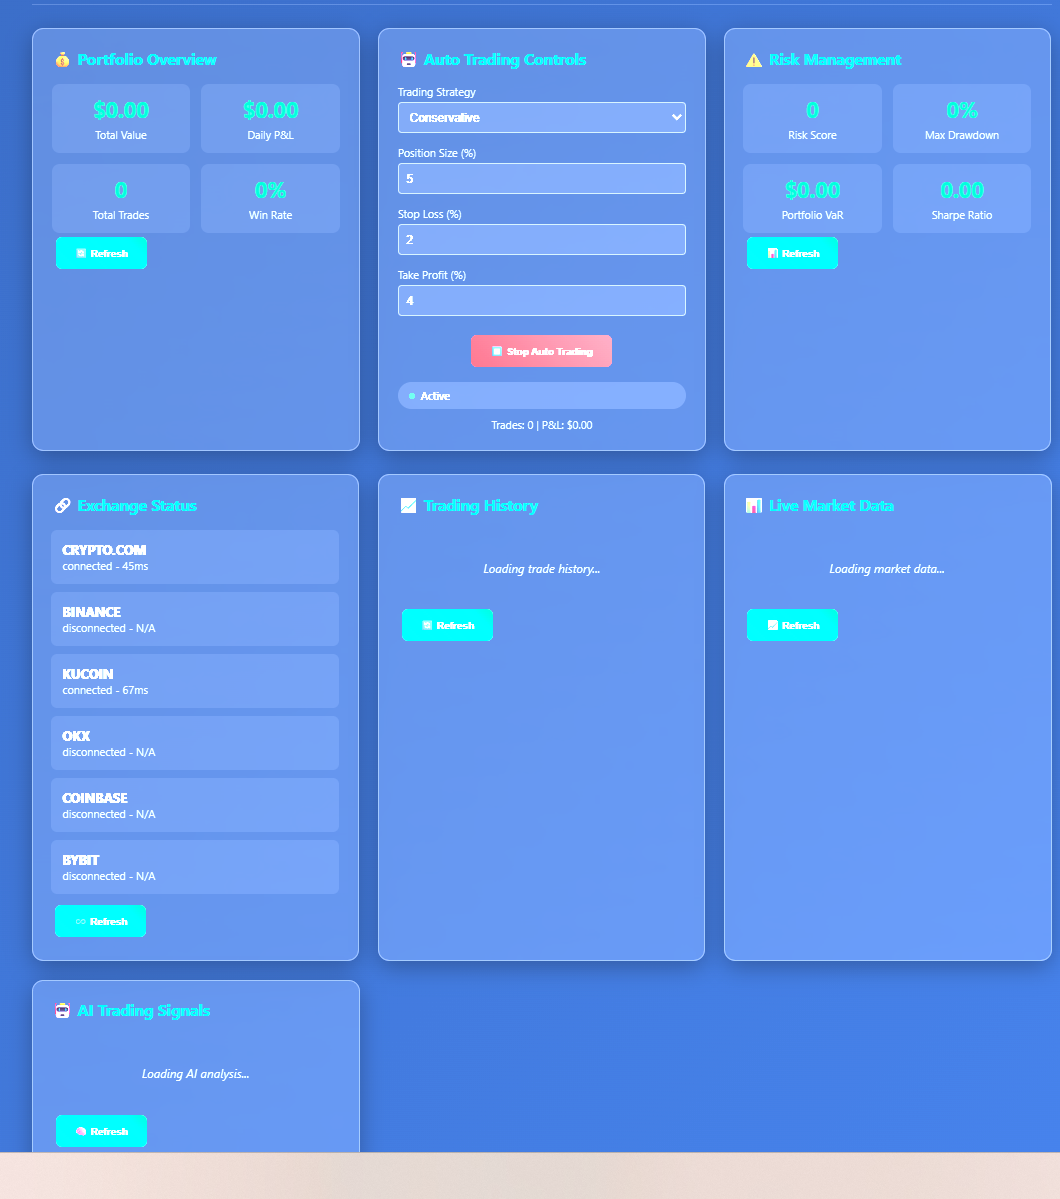 Portfolio Overview
$0.00
Total Value
$0.00
Daily P&L
0
Total Trades
0%
Win Rate
Refresh
Auto Trading Controls
Trading Strategy
Conservative
Position Size (%)
5
Stop Loss (%)
2
Take Profit (%)
4
Stop Auto Trading
Active
Trades: 0 | P&L: $0.00
Risk Management
0
Risk Score
0%
Max Drawdown
$0.00
Portfolio VaR
0.00
Sharpe Ratio
Refresh
Exchange Status
CRYPTO.COM
connected - 45ms
BINANCE
disconnected - N/A
KUCOIN
connected - 67ms
OKX
disconnected - N/A
COINBASE
disconnected - N/A
BYBIT
disconnected - N/A
Refresh
Trading History
Loading trade history...
Refresh
Live Market Data
Loading market data...
Refresh
AI Trading Signals
Loading AI analysis...
Refresh